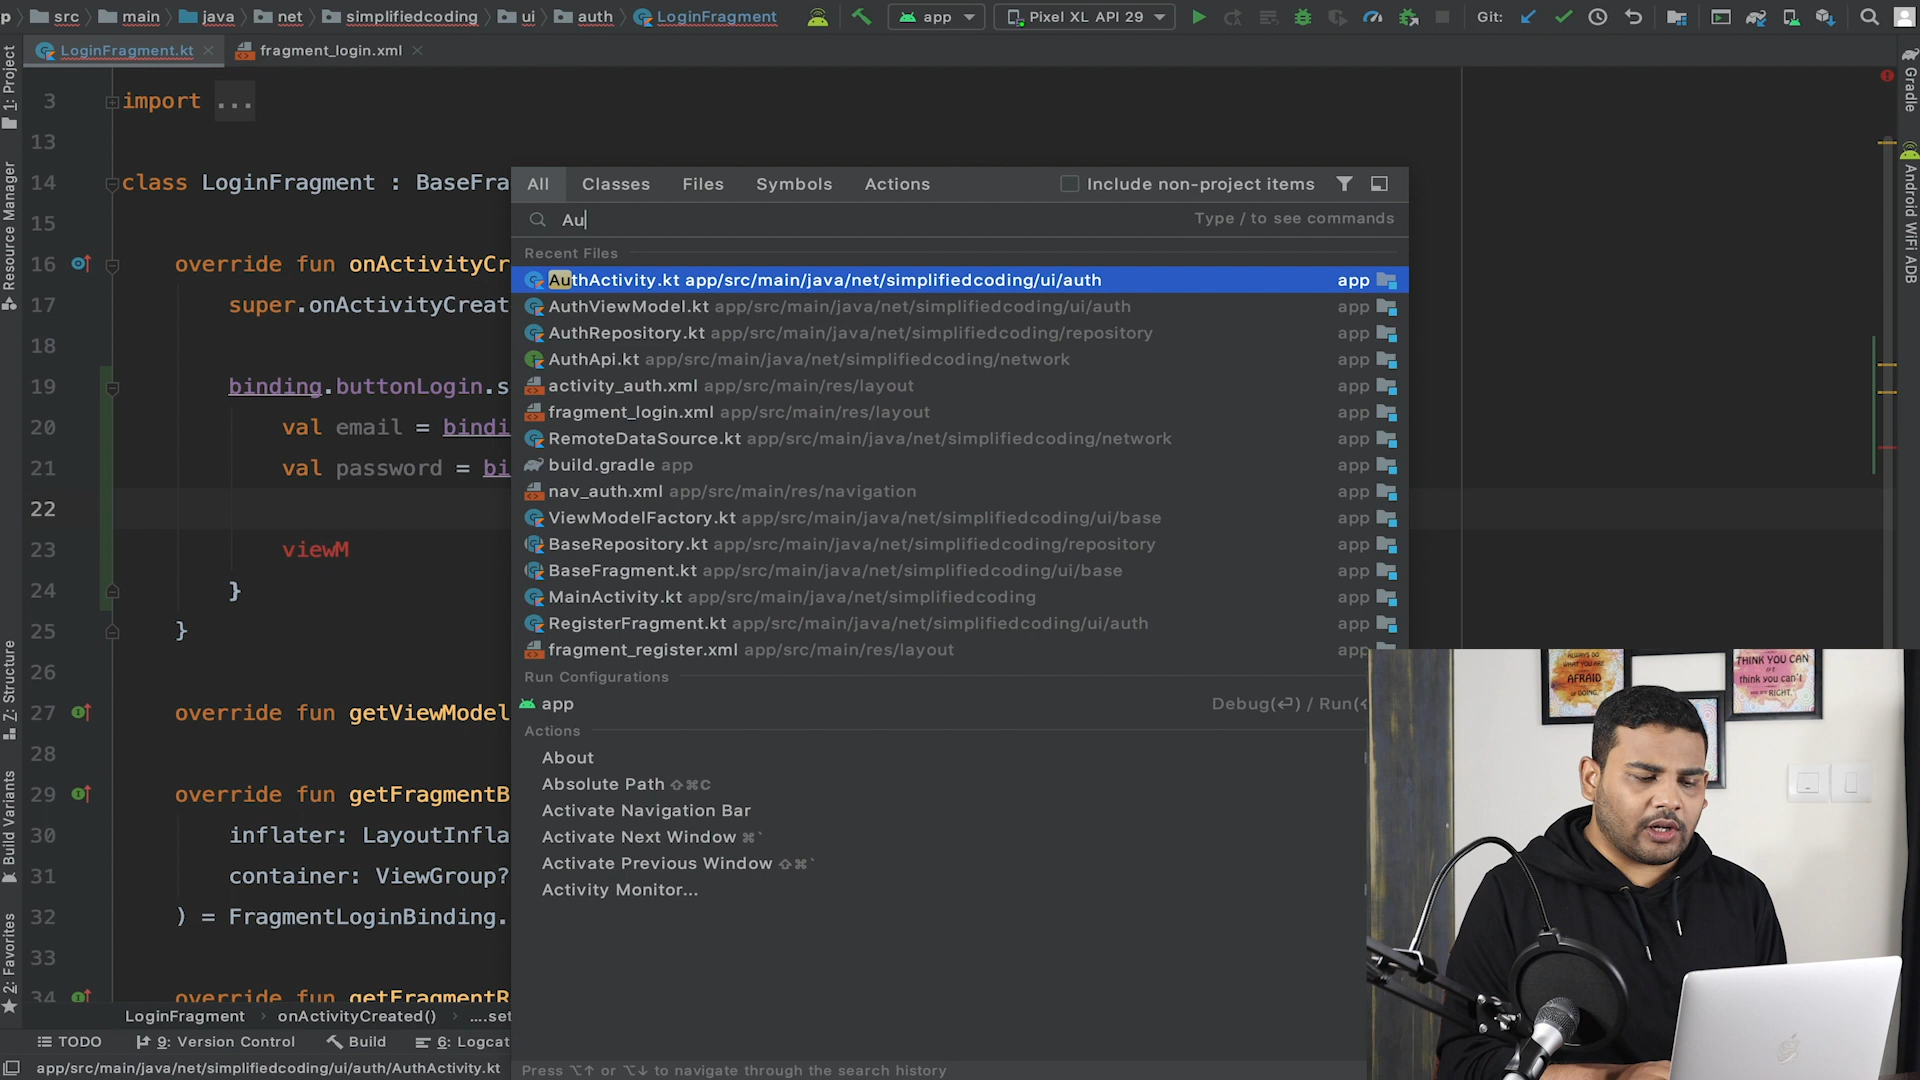 p src main java net simplifiedcoding ui auth LoginFragment app Pixel XL API 29 Git:
LoginFragment.kt fragment_login.xml
1: Project
Resource Manager
Z: Structure
Build Variants
2: Favorites
Gradle
Android WiFi ADB
3 import ...
13
14 class LoginFragment : BaseFra
15
16 override fun onActivityCr
17 super.onActivityCreat
18
19 binding.buttonLogin.s
20 val email = bindi
21 val password = bi
22
23 viewM
24 }
25 }
26
27 override fun getViewModel
28
29 override fun getFragmentB
30 inflater: LayoutInfla
31 container: ViewGroup?
32 ) = FragmentLoginBinding.
33
34 override fun getFragmentR
All Classes Files Symbols Actions Include non-project items
Au Type / to see commands
Recent Files
AuthActivity.kt app/src/main/java/net/simplifiedcoding/ui/auth app
AuthViewModel.kt app/src/main/java/net/simplifiedcoding/ui/auth app
AuthRepository.kt app/src/main/java/net/simplifiedcoding/repository app
AuthApi.kt app/src/main/java/net/simplifiedcoding/network app
activity_auth.xml app/src/main/res/layout app
fragment_login.xml app/src/main/res/layout app
RemoteDataSource.kt app/src/main/java/net/simplifiedcoding/network app
build.gradle app app
nav_auth.xml app/src/main/res/navigation app
ViewModelFactory.kt app/src/main/java/net/simplifiedcoding/ui/base app
BaseRepository.kt app/src/main/java/net/simplifiedcoding/repository app
BaseFragment.kt app/src/main/java/net/simplifiedcoding/ui/base app
MainActivity.kt app/src/main/java/net/simplifiedcoding app
RegisterFragment.kt app/src/main/java/net/simplifiedcoding/ui/auth app
fragment_register.xml app/src/main/res/layout app
Run Configurations
app Debug(⏎) / Run(
Actions
About
Absolute Path ⇧⌘C
Activate Navigation Bar
Activate Next Window ⌘`
Activate Previous Window ⇧⌘`
Activity Monitor...
Press ⌥↑ or ⌥↓ to navigate through the search history
LoginFragment › onActivityCreated() › ....set
TODO 9: Version Control Build 6: Logcat
app/src/main/java/net/simplifiedcoding/ui/auth/AuthActivity.kt
ALWAYS DO
WHAT YOU ARE
AFRAID
OF DOING.
THINK YOU CAN
think you can't
you are RIGHT.